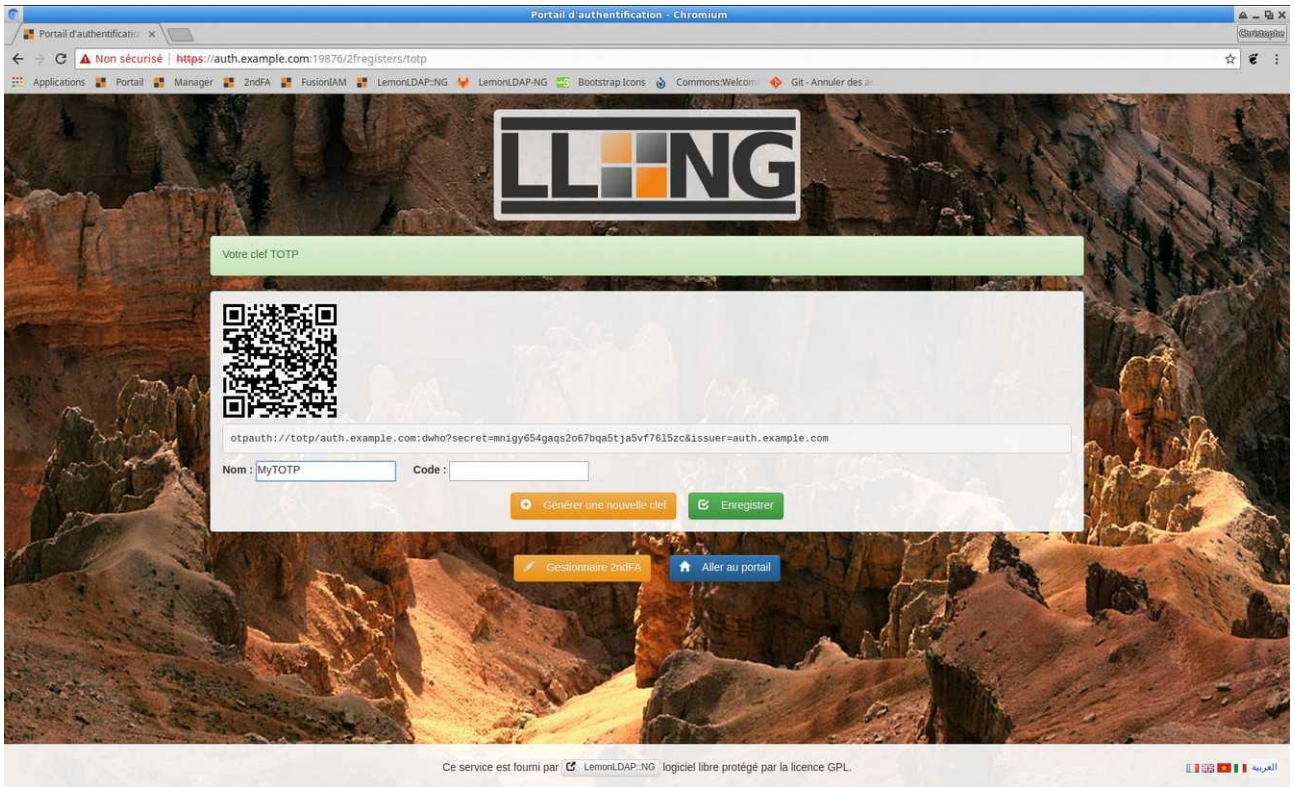 Portail d'authentification - Chromium
Portail d'authentificatio
Christophe
Non sécurisé https://auth.example.com:19876/2fregisters/totp
Applications Portail Manager 2ndFA FusionIAM LemonLDAP::NG LemonLDAP-NG Bootstrap Icons Commons:Welcom Git - Annuler des a
LL NG
Votre clef TOTP
otpauth://totp/auth.example.com:dwho?secret=mnigy654gaqs2o67bqa5tja5vf76l5zc&issuer=auth.example.com
Nom : MyTOTP Code :
Générer une nouvelle clef Enregistrer
Gestionnaire 2ndFA Aller au portail
Ce service est fourni par LemonLDAP::NG logiciel libre protégé par la licence GPL.
العربية